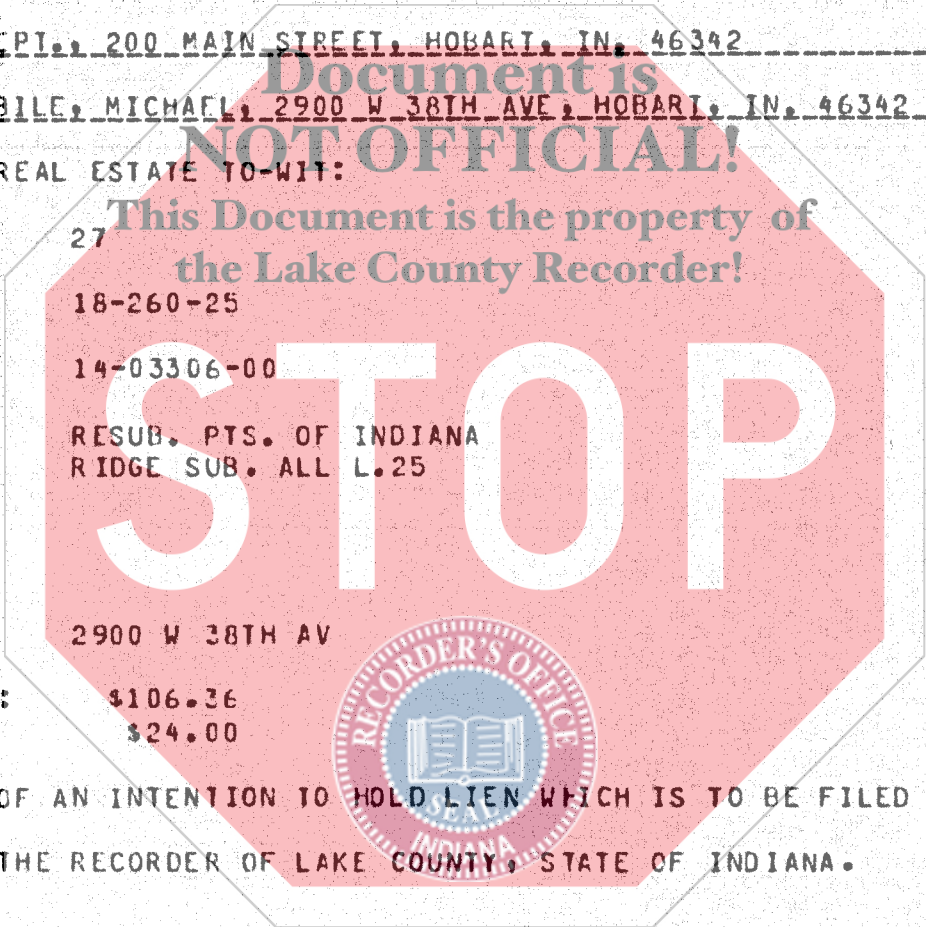 EPT., 200 MAIN STREET, HOBART, IN. 46342
Document is
BILE, MICHAEL, 2900 W 38TH AVE, HOBART, IN. 46342
NOT OFFICIAL!
REAL ESTATE TO-WIT:
This Document is the property of
27
the Lake County Recorder!
18-260-25
14-03306-00
STOP
RESUB. PTS. OF INDIANA
RIDGE SUB. ALL L.25
2900 W 38TH AV
RECORDER'S OFFICE
: $106.36
$24.00
OF AN INTENTION TO HOLD LIEN WHICH IS TO BE FILED
SEAL
INDIANA
THE RECORDER OF LAKE COUNTY, STATE OF INDIANA.